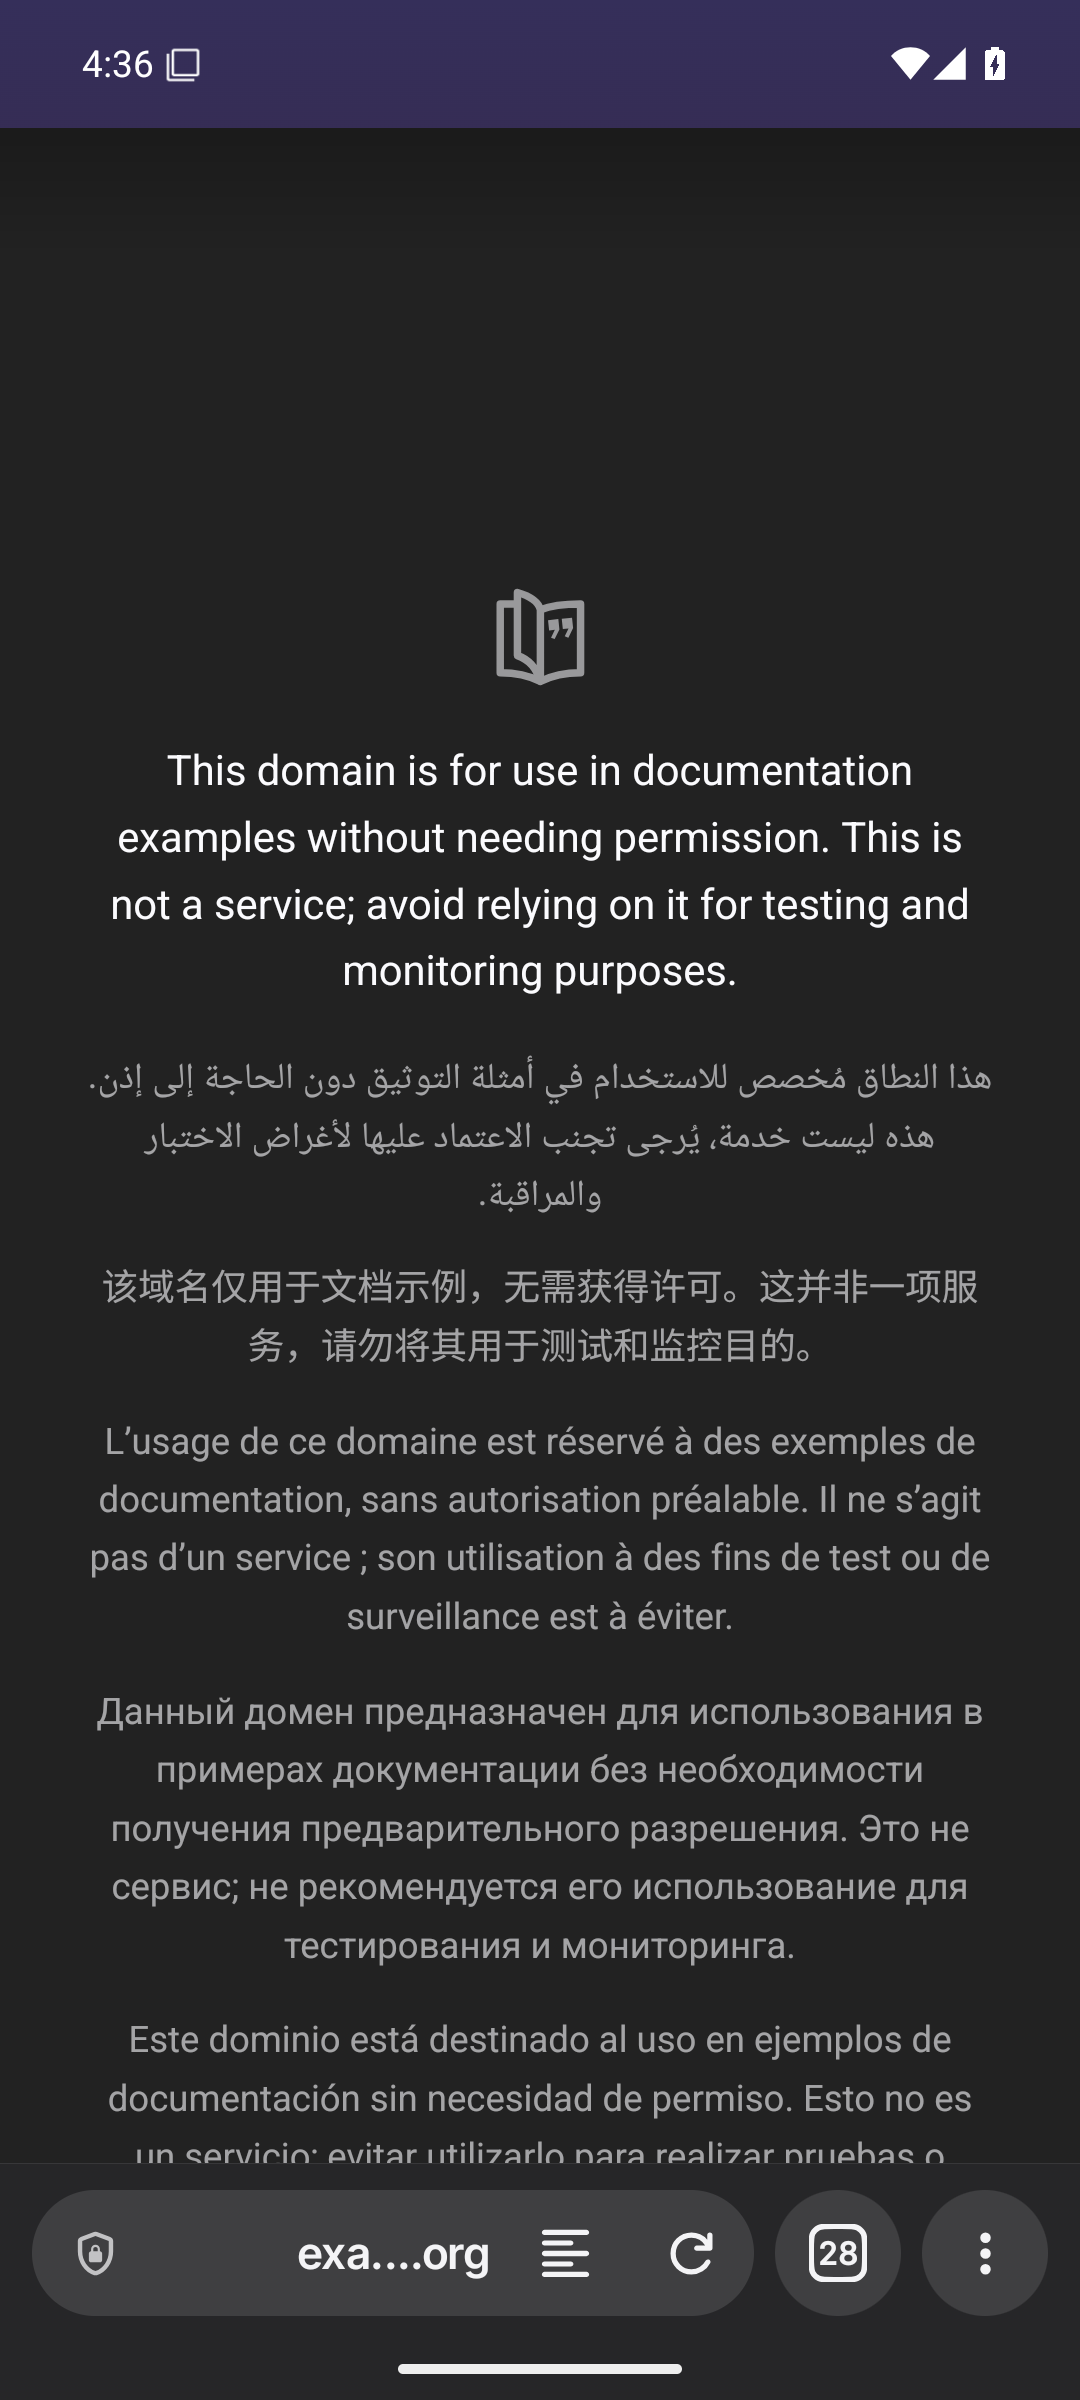 4:36
This domain is for use in documentation
examples without needing permission. This is
not a service; avoid relying on it for testing and
monitoring purposes.
هذا النطاق مُخصص للاستخدام في أمثلة التوثيق دون الحاجة إلى إذن.
هذه ليست خدمة، يُرجى تجنب الاعتماد عليها لأغراض الاختبار
والمراقبة.
该域名仅用于文档示例，无需获得许可。这并非一项服
务，请勿将其用于测试和监控目的。
L’usage de ce domaine est réservé à des exemples de
documentation, sans autorisation préalable. Il ne s’agit
pas d’un service ; son utilisation à des fins de test ou de
surveillance est à éviter.
Данный домен предназначен для использования в
примерах документации без необходимости
получения предварительного разрешения. Это не
сервис; не рекомендуется его использование для
тестирования и мониторинга.
Este dominio está destinado al uso en ejemplos de
documentación sin necesidad de permiso. Esto no es
un servicio; evitar utilizarlo para realizar pruebas o
exa....org
28